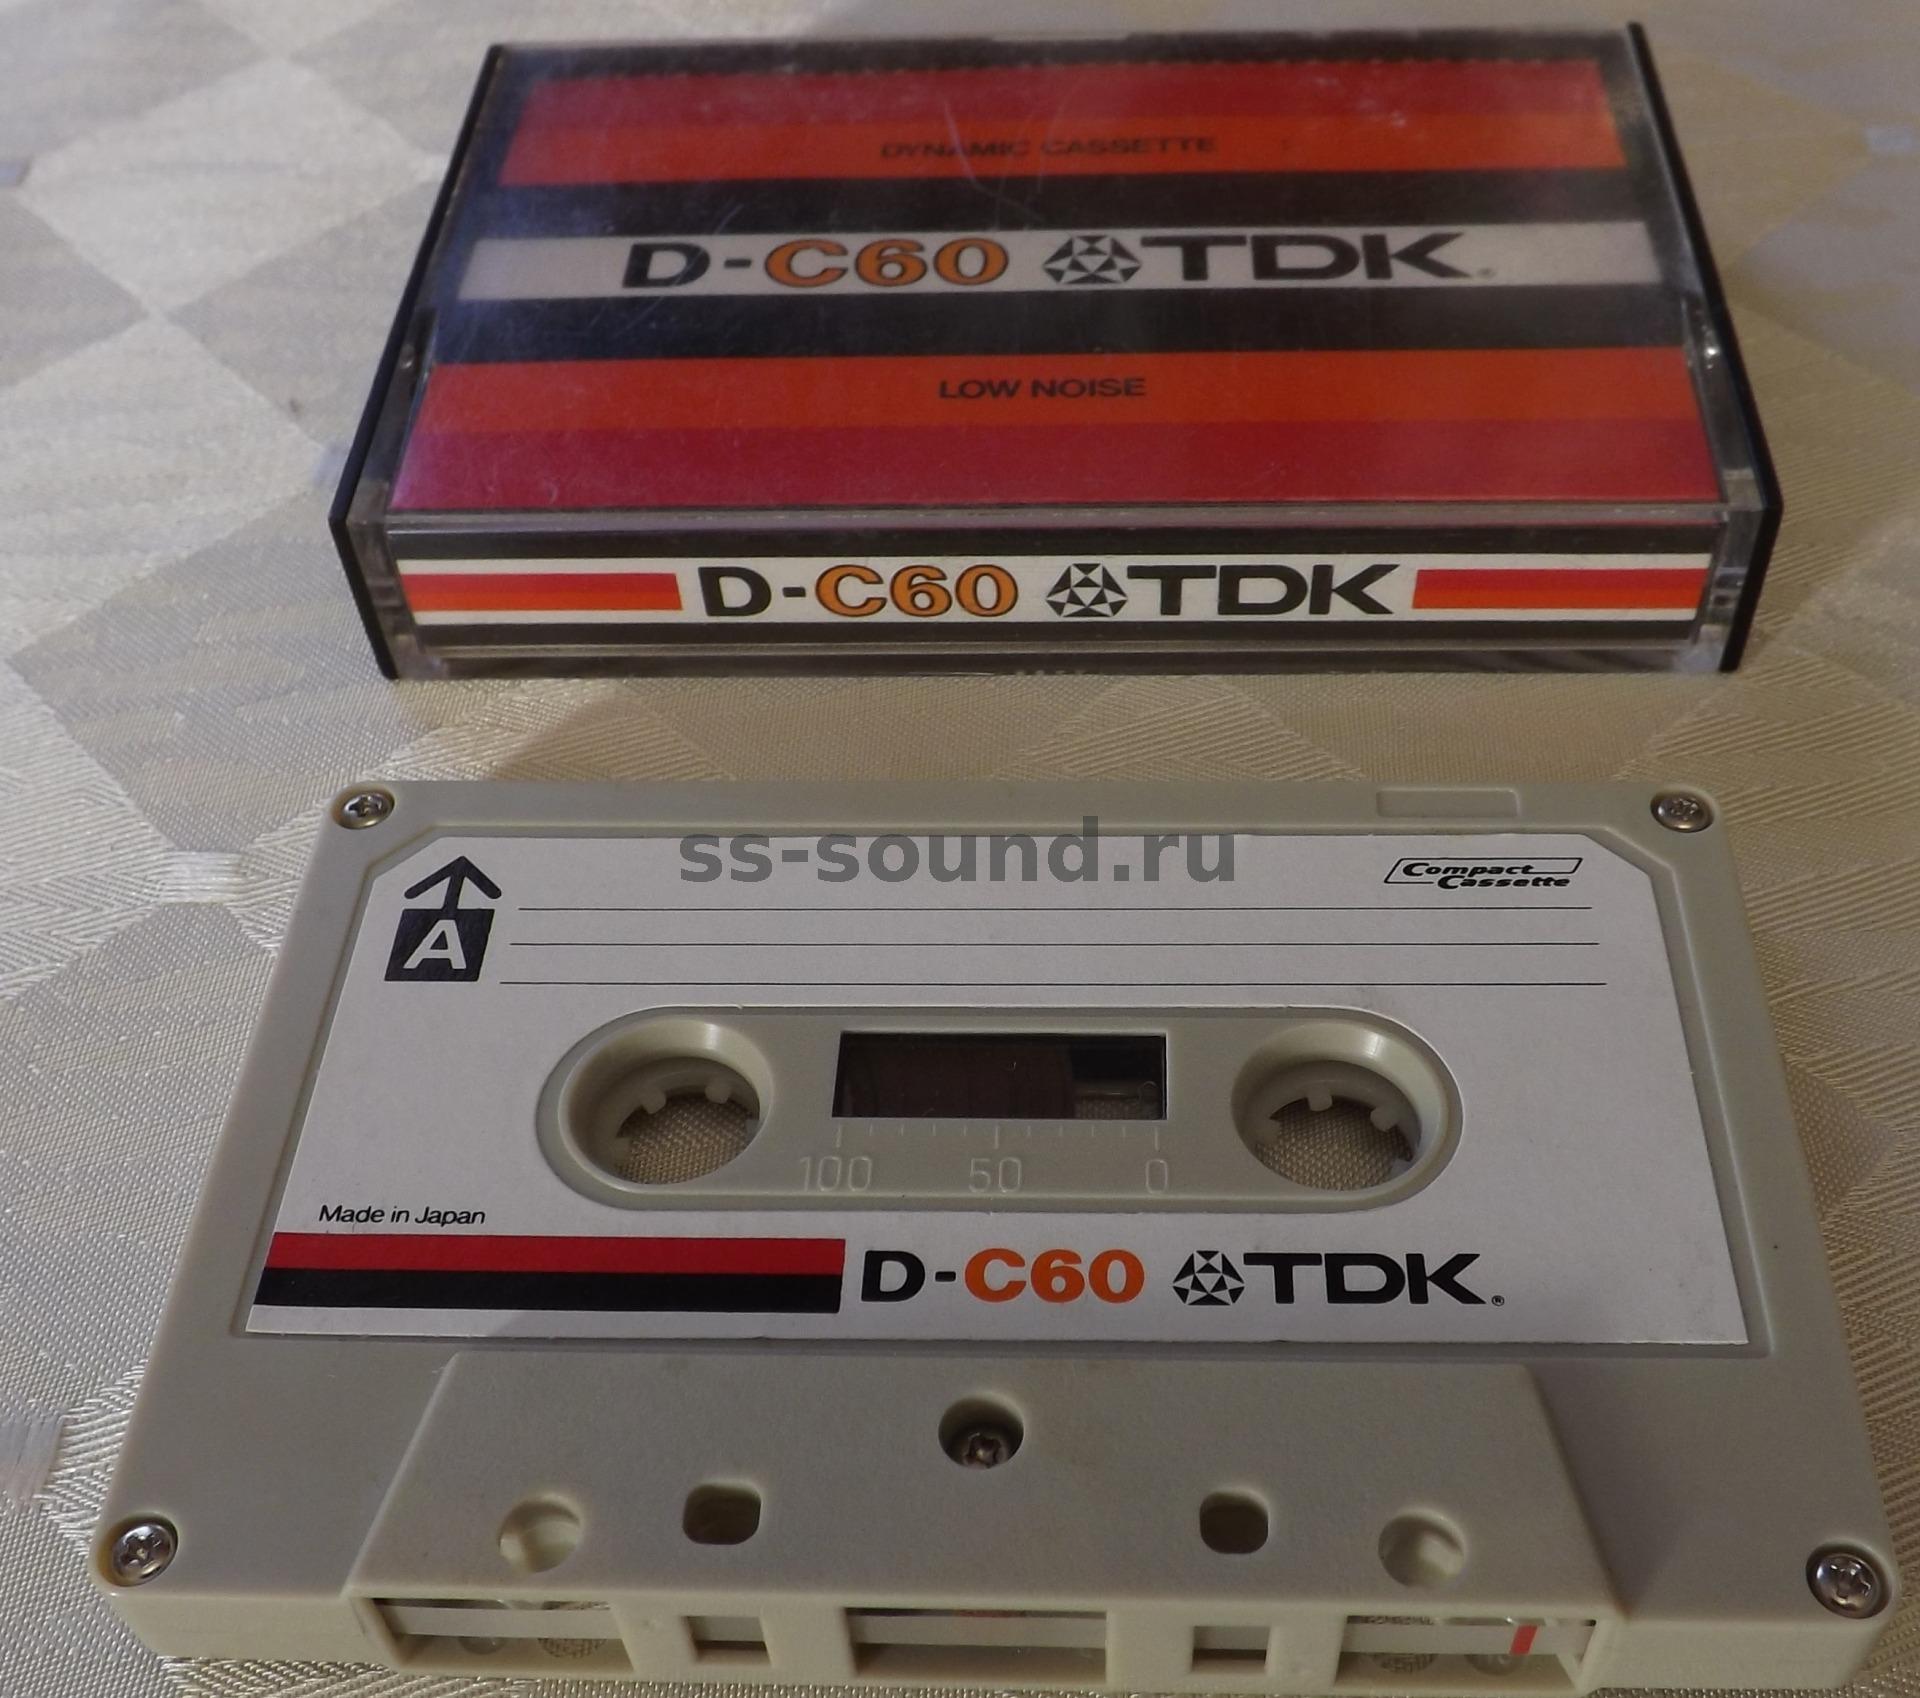 DYNAMIC CASSETTE
D-C60 TDK
LOW NOISE
D-C60 TDK
ss-sound.ru
Compact
Cassette
A
100 50 0
Made in Japan
D-C60 TDK®